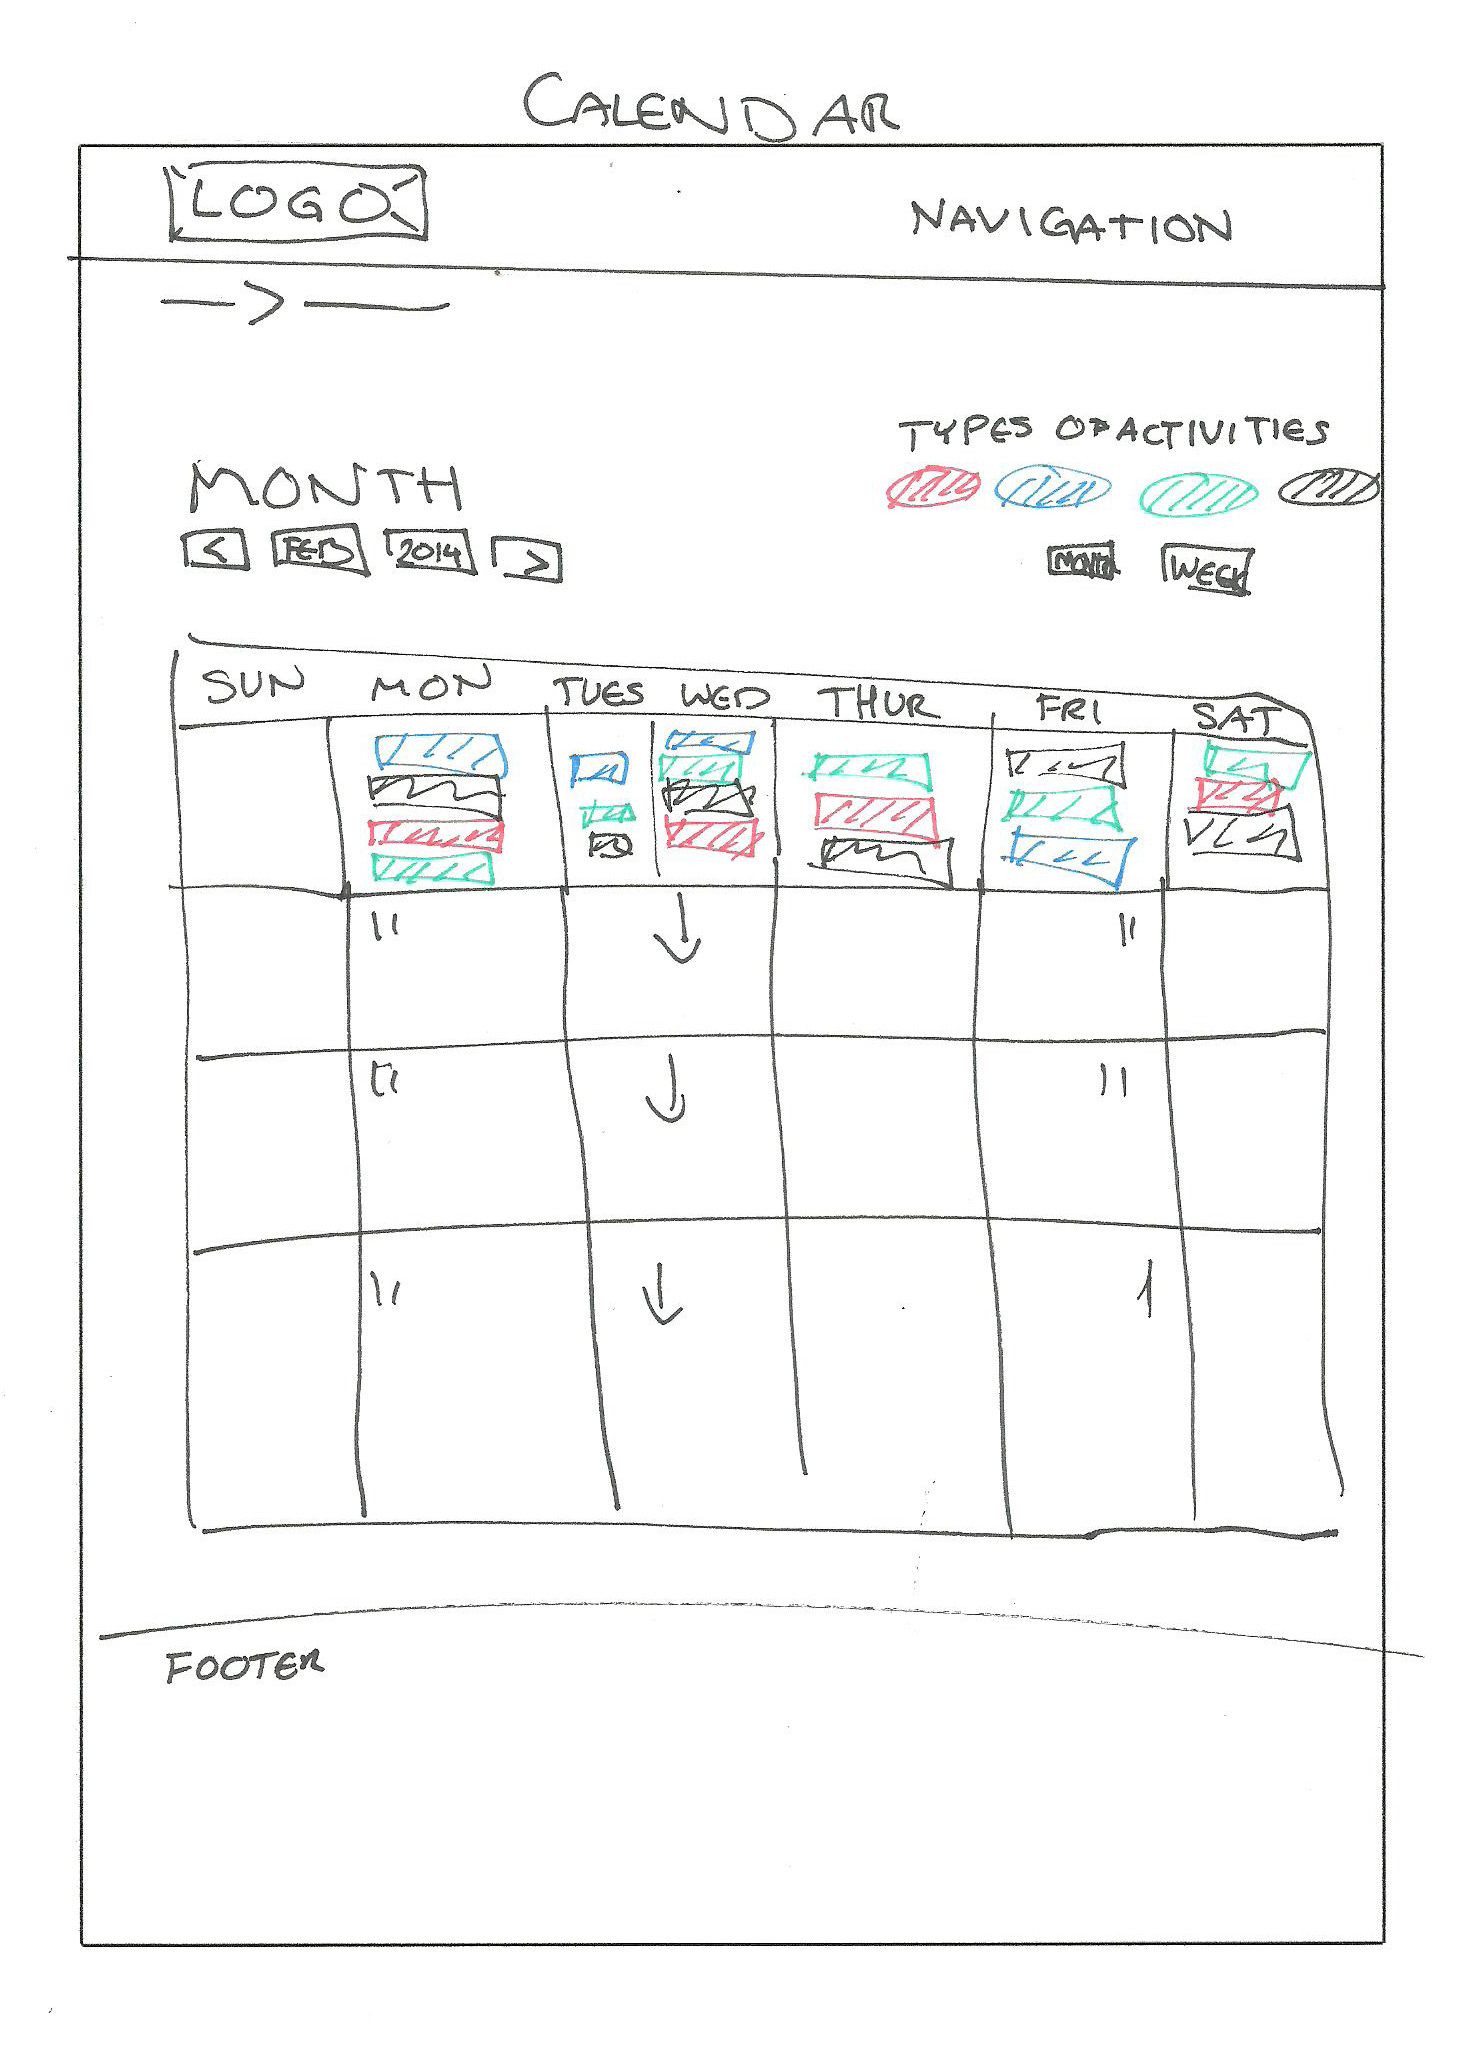 CALENDAR
LOGO
NAVIGATION
— > —
TYPES OF ACTIVITIES
MONTH
< FEB 2014 >
MONTH WEEK
SUN MON TUES WED THUR FRI SAT
" "
" "
"
FOOTER